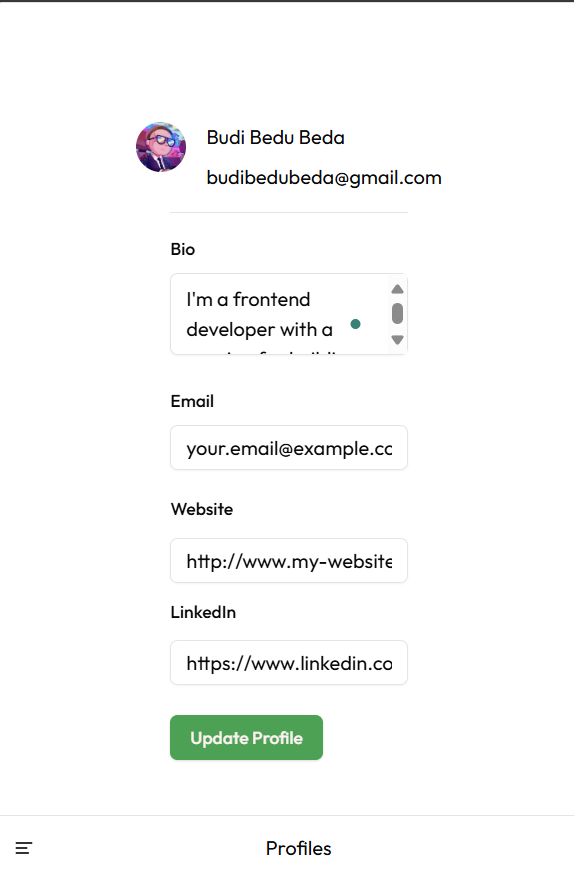 Budi Bedu Beda
budibedubeda@gmail.com
Bio
I'm a frontend
developer with a
Email
your.email@example.co
Website
http://www.my-website
LinkedIn
https://www.linkedin.co
Update Profile
Profiles